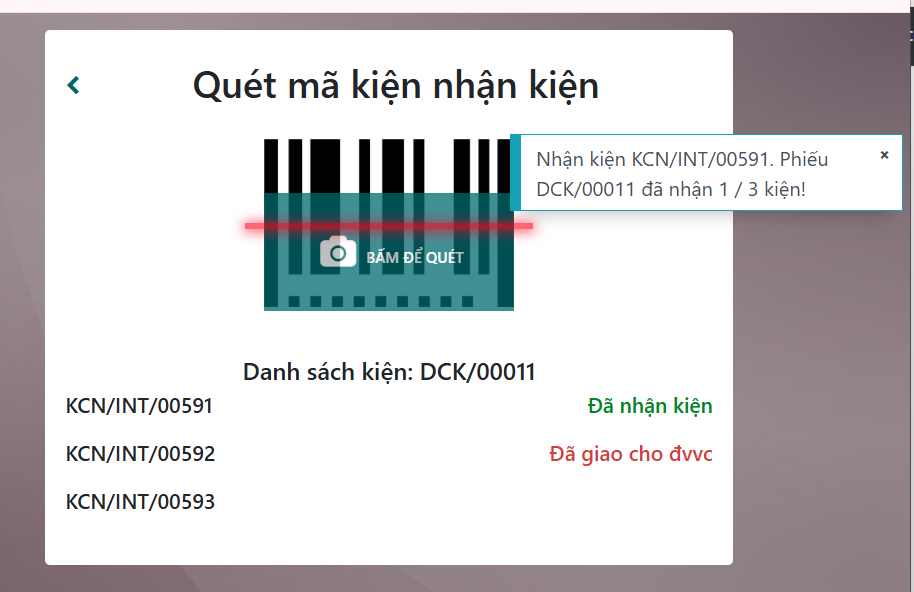 Quét mã kiện nhận kiện
Nhận kiện KCN/INT/00591. Phiếu
DCK/00011 đã nhận 1 / 3 kiện!
×
BẤM ĐỂ QUÉT
Danh sách kiện: DCK/00011
KCN/INT/00591 Đã nhận kiện
KCN/INT/00592 Đã giao cho đvvc
KCN/INT/00593